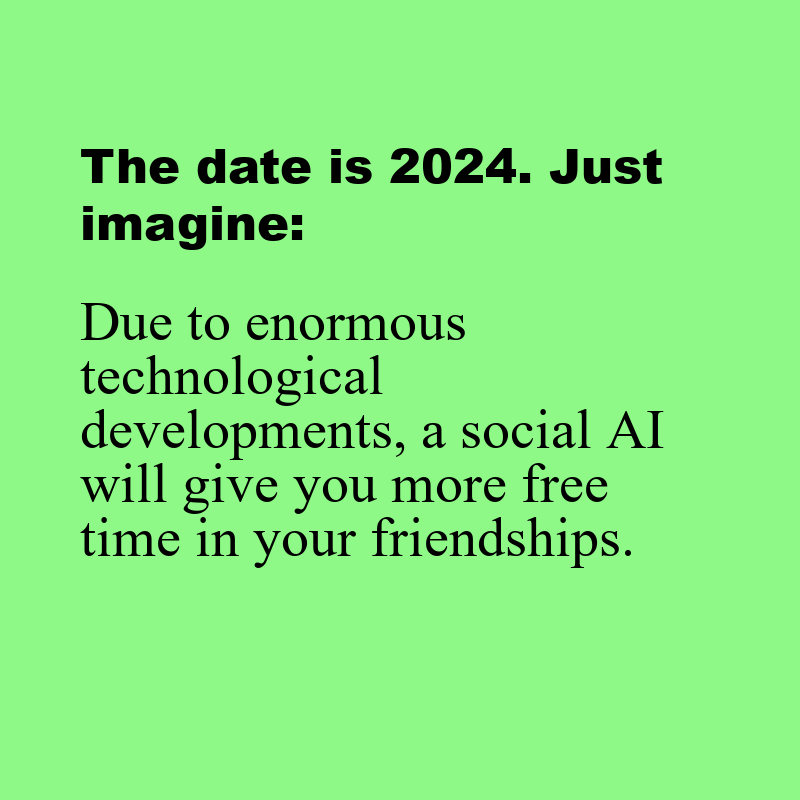 The date is 2024. Just
imagine:
Due to enormous
technological
developments, a social AI
will give you more free
time in your friendships.